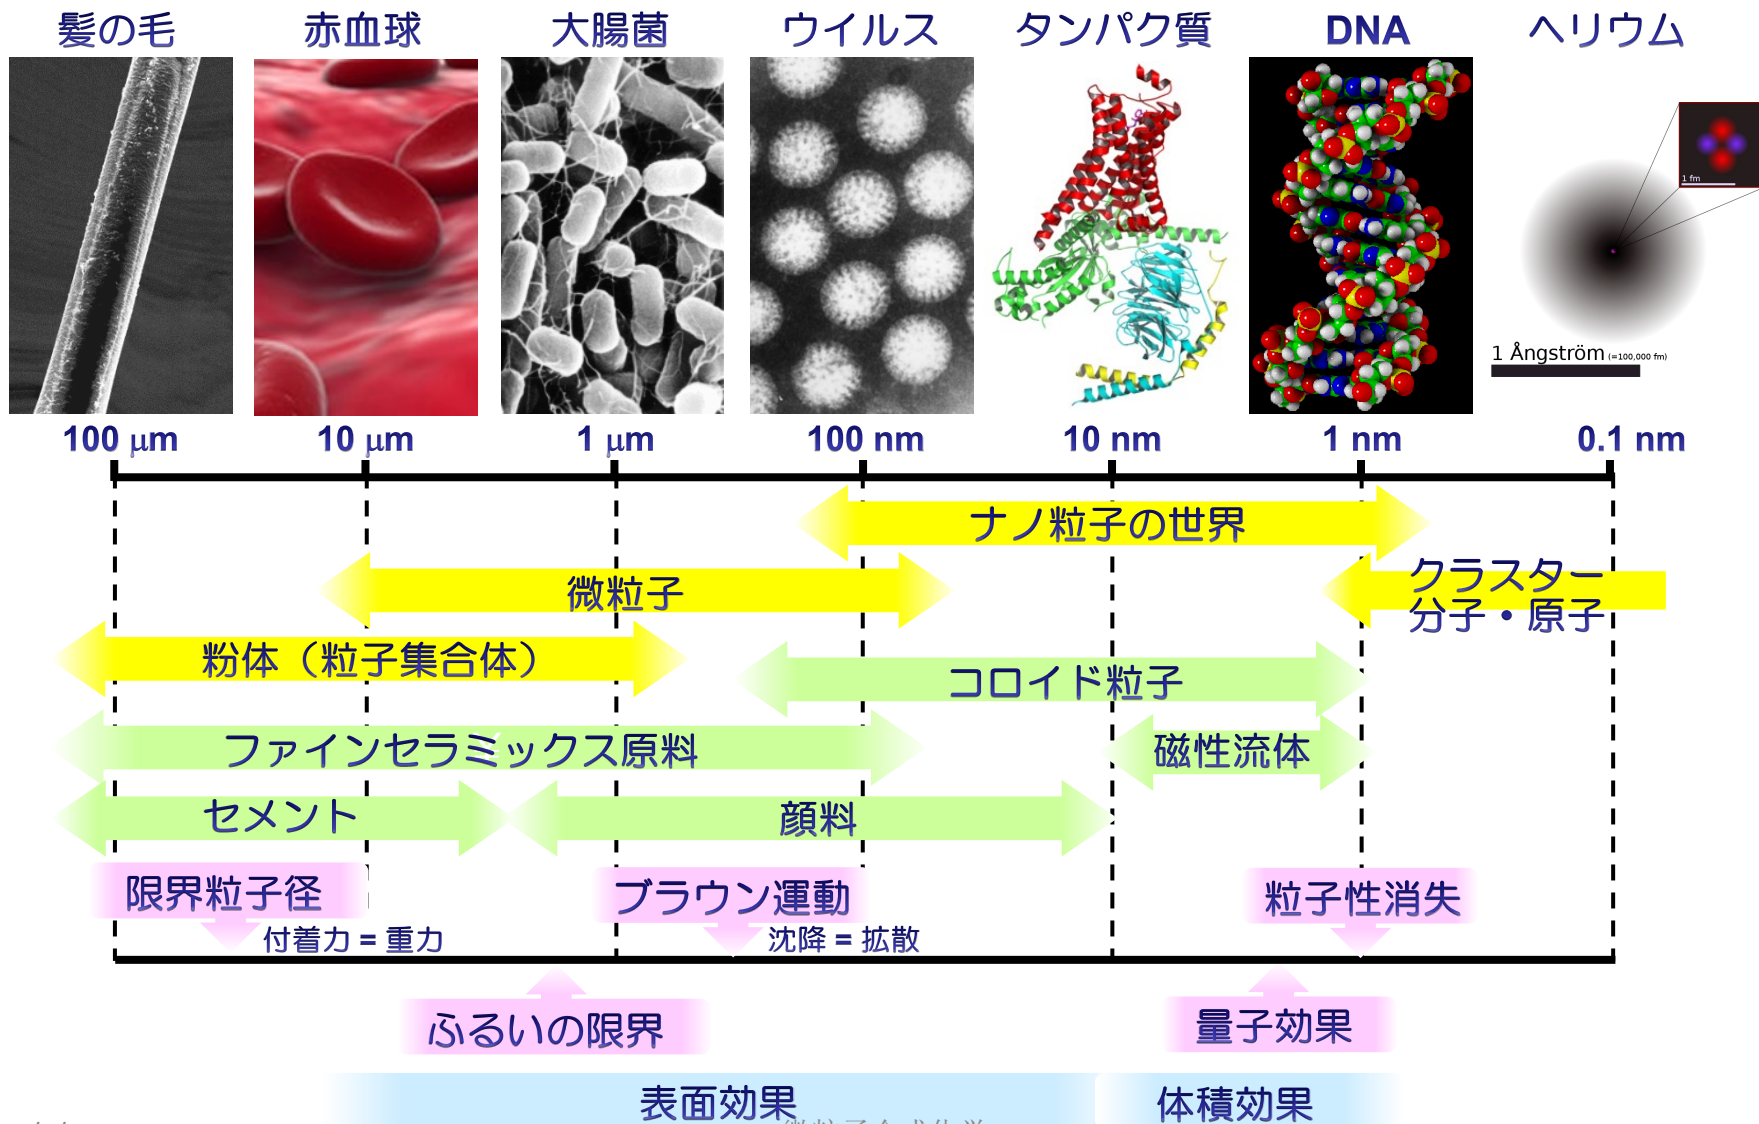 髪の毛
赤血球
大腸菌
ウイルス
タンパク質
DNA
ヘリウム
1 fm
1 Ångström (=100,000 fm)
100 μm
10 μm
1 μm
100 nm
10 nm
1 nm
0.1 nm
ナノ粒子の世界
微粒子
クラスター
分子・原子
粉体（粒子集合体）
コロイド粒子
ファインセラミックス原料
磁性流体
セメント
顔料
限界粒子径
ブラウン運動
粒子性消失
付着力 = 重力
沈降 = 拡散
ふるいの限界
量子効果
表面効果
体積効果